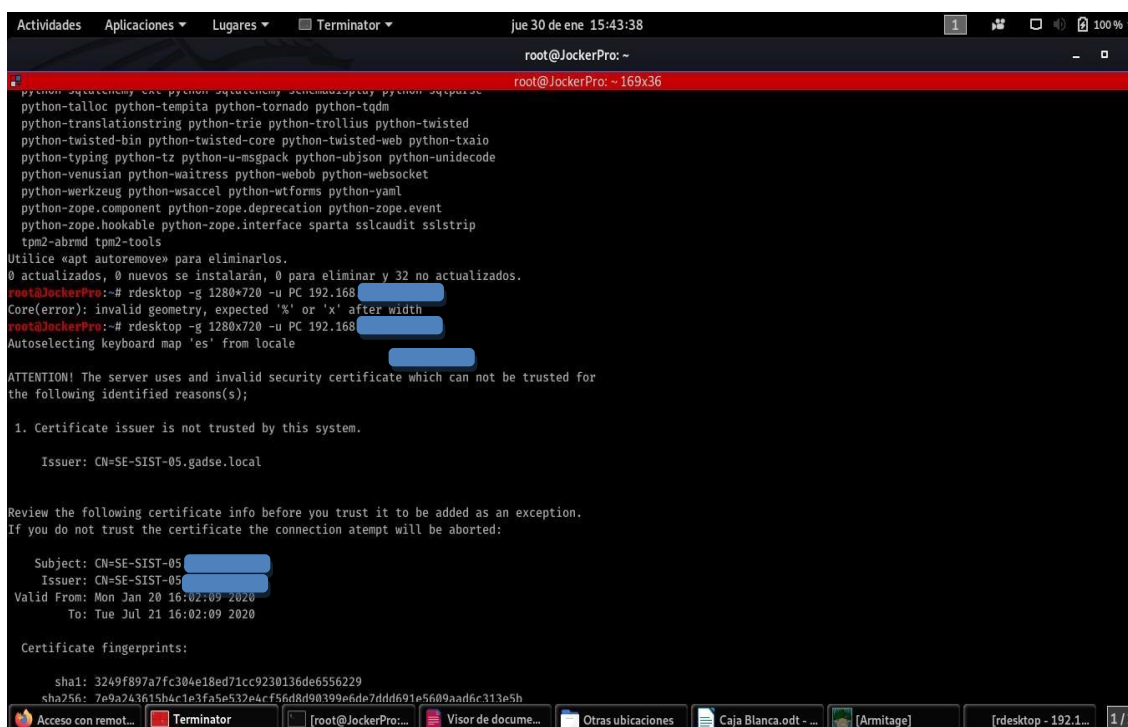 Actividades Aplicaciones Lugares Terminator jue 30 de ene 15:43:38 1 100 %
root@JockerPro: ~
root@JockerPro: ~ 169x36
python-talloc python-tempita python-tornado python-tqdm
python-translationstring python-trie python-trollius python-twisted
python-twisted-bin python-twisted-core python-twisted-web python-txaio
python-typing python-tz python-u-msgpack python-ubjson python-unidecode
python-venusian python-waitress python-webob python-websocket
python-werkzeug python-wsaccel python-wtforms python-yaml
python-zope.component python-zope.deprecation python-zope.event
python-zope.hookable python-zope.interface sparta sslcaudit sslstrip
tpm2-abrmd tpm2-tools
Utilice «apt autoremove» para eliminarlos.
0 actualizados, 0 nuevos se instalarán, 0 para eliminar y 32 no actualizados.
root@JockerPro:~# rdesktop -g 1280*720 -u PC 192.168
Core(error): invalid geometry, expected '%' or 'x' after width
root@JockerPro:~# rdesktop -g 1280x720 -u PC 192.168
Autoselecting keyboard map 'es' from locale
ATTENTION! The server uses and invalid security certificate which can not be trusted for
the following identified reasons(s);
1. Certificate issuer is not trusted by this system.
Issuer: CN=SE-SIST-05.gadse.local
Review the following certificate info before you trust it to be added as an exception.
If you do not trust the certificate the connection atempt will be aborted:
Subject: CN=SE-SIST-05
Issuer: CN=SE-SIST-05
Valid From: Mon Jan 20 16:02:09 2020
To: Tue Jul 21 16:02:09 2020
Certificate fingerprints:
sha1: 3249f897a7fc304e18ed71cc9230136de6556229
sha256: 7e9a243615b4c1e3fa5e532e4cf56d8d90399e6de7ddd691e5609aad6c313e5b
Acceso con remot... Terminator [root@JockerPro:... Visor de docume... Otras ubicaciones Caja Blanca.odt - ... [Armitage] [rdesktop - 192.1... 1/